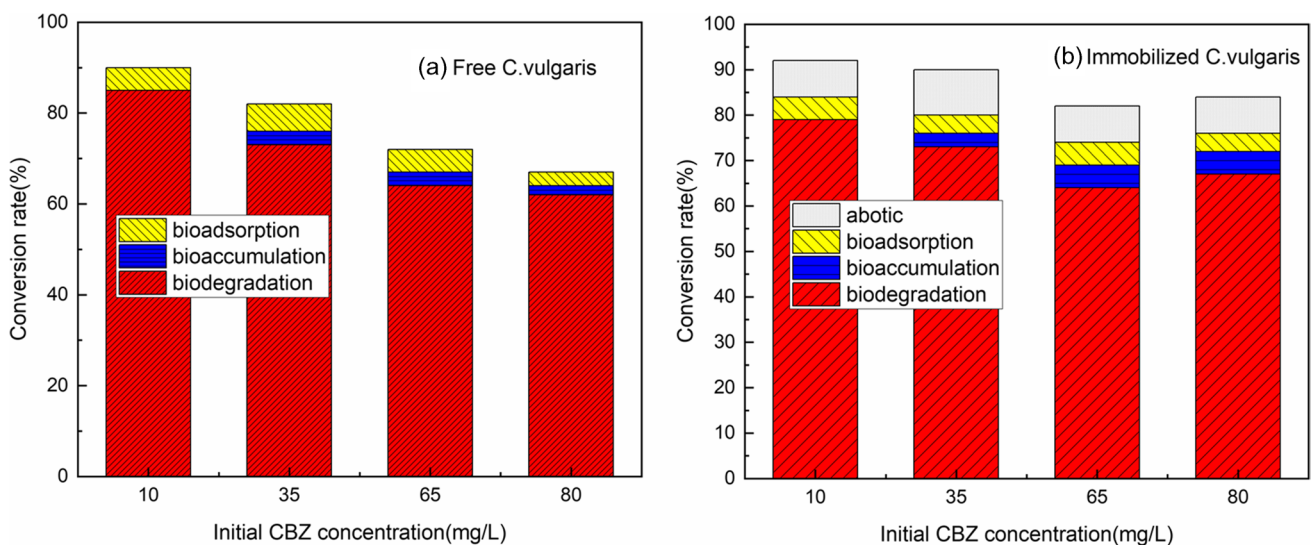 100
80
60
40
20
0
Conversion rate(%)
(a) Free C.vulgaris
bioadsorption
bioaccumulation
biodegradation
10 35 65 80
Initial CBZ concentration(mg/L)
100
90
80
70
60
50
40
30
20
10
0
Conversion rate(%)
(b) Immobilized C.vulgaris
abotic
bioadsorption
bioaccumulation
biodegradation
10 35 65 80
Initial CBZ concentration(mg/L)